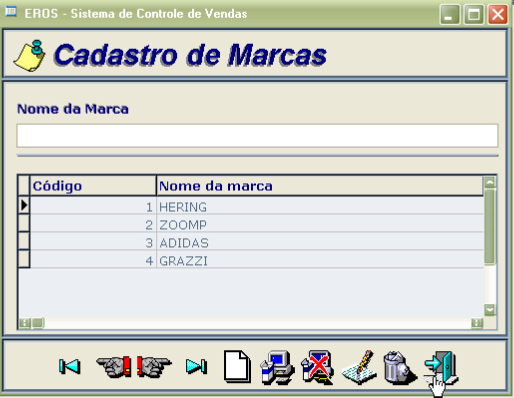 EROS - Sistema de Controle de Vendas
Cadastro de Marcas
Nome da Marca
Código Nome da marca
1 HERING
2 ZOOMP
3 ADIDAS
4 GRAZZI